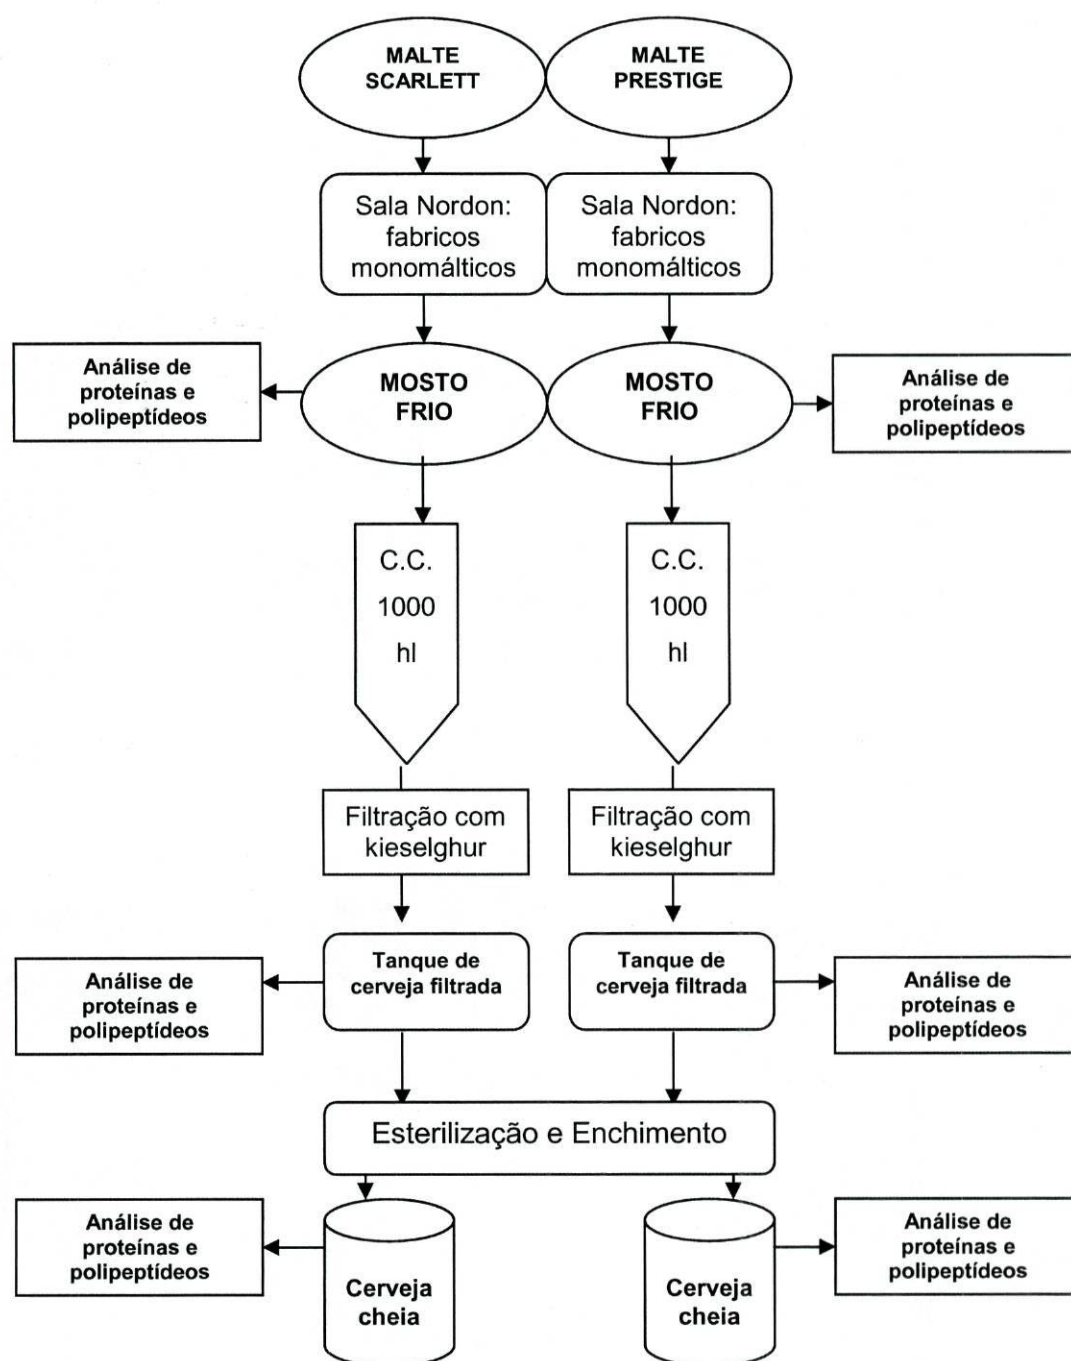 MALTE
SCARLETT
MALTE
PRESTIGE
Sala Nordon:
fabricos
monomálticos
Sala Nordon:
fabricos
monomálticos
Análise de
proteínas e
polipeptídeos
MOSTO
FRIO
MOSTO
FRIO
Análise de
proteínas e
polipeptídeos
C.C.
1000
hl
C.C.
1000
hl
Filtração com
kieselghur
Filtração com
kieselghur
Análise de
proteínas e
polipeptídeos
Tanque de
cerveja filtrada
Tanque de
cerveja filtrada
Análise de
proteínas e
polipeptídeos
Esterilização e Enchimento
Análise de
proteínas e
polipeptídeos
Cerveja
cheia
Cerveja
cheia
Análise de
proteínas e
polipeptídeos